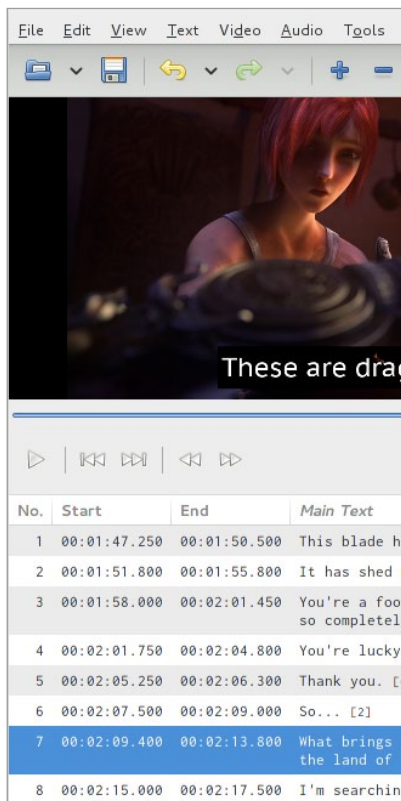 File Edit View Text Video Audio Tools
These are drag
No. Start End Main Text
1 00:01:47.250 00:01:50.500 This blade h
2 00:01:51.800 00:01:55.800 It has shed
3 00:01:58.000 00:02:01.450 You're a foo
so completel
4 00:02:01.750 00:02:04.800 You're lucky
5 00:02:05.250 00:02:06.300 Thank you. [
6 00:02:07.500 00:02:09.000 So... [2]
7 00:02:09.400 00:02:13.800 What brings
the land of
8 00:02:15.000 00:02:17.500 I'm searchin